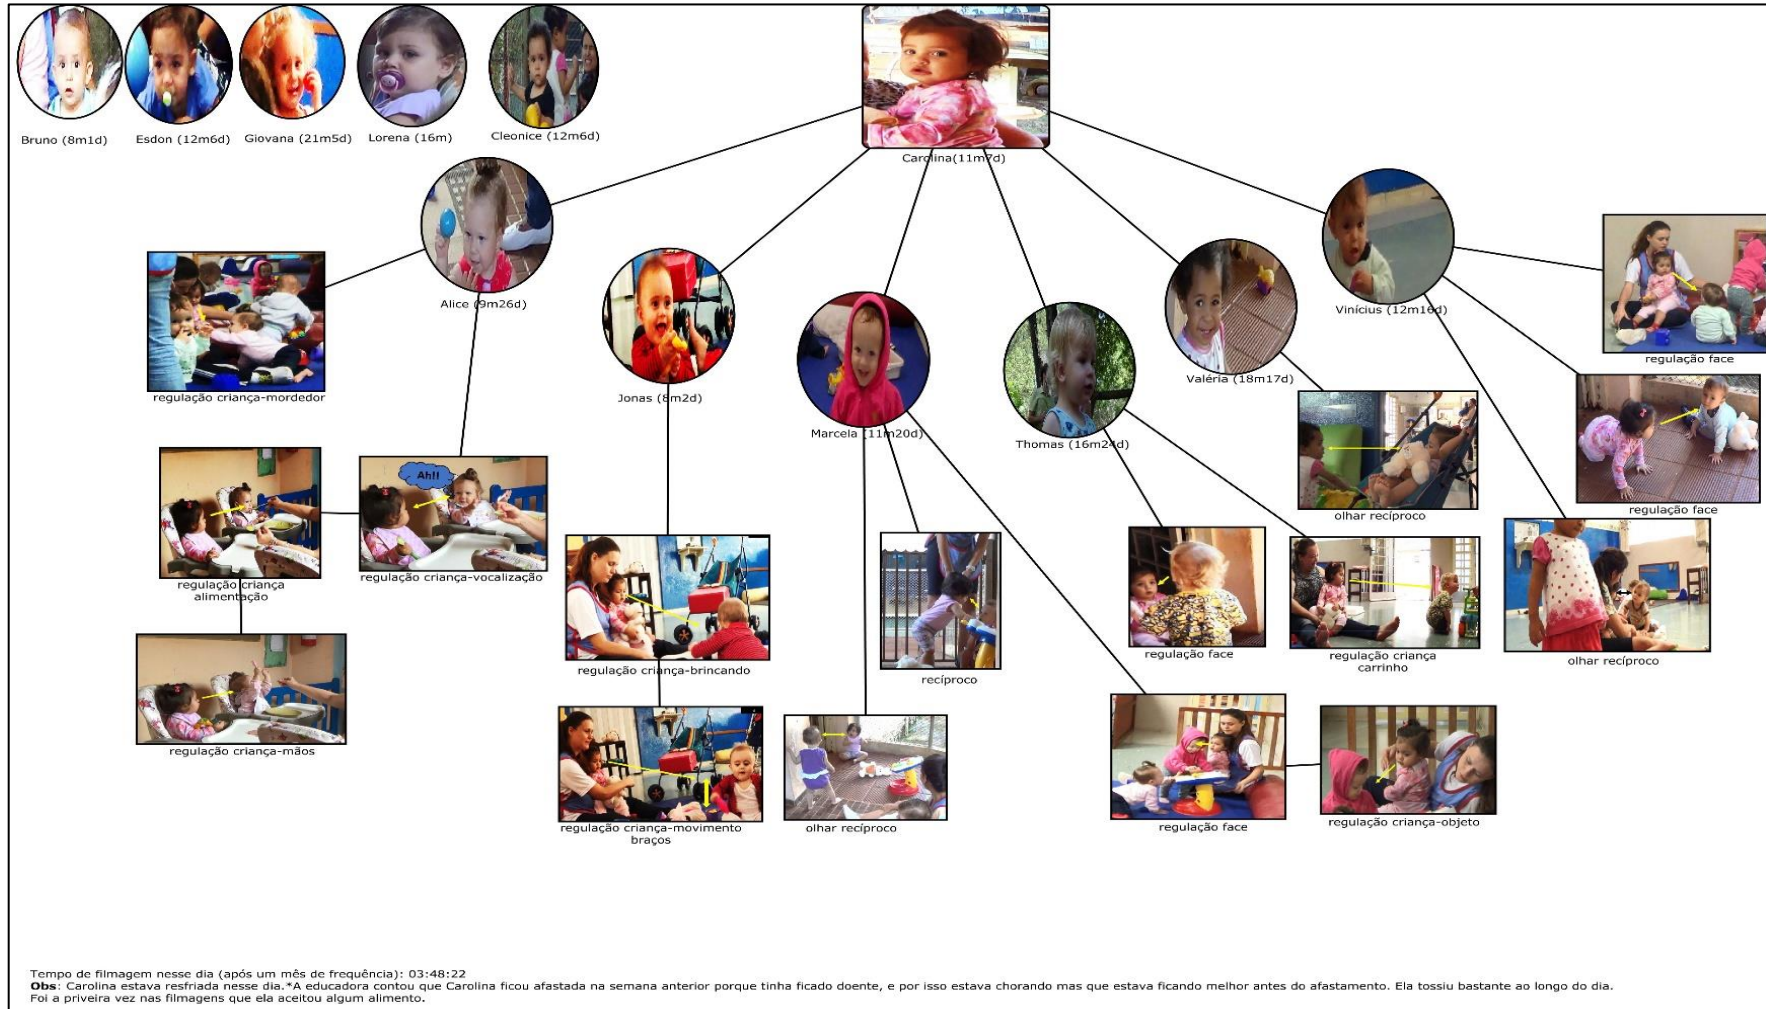 Bruno (8m1d)
Esdon (12m6d)
Giovana (21m5d)
Lorena (16m)
Cleonice (12m6d)
Carolina(11m7d)
Alice (9m26d)
Jonas (8m2d)
Marcela (11m20d)
Thomas (16m24d)
Valéria (18m17d)
Vinícius (12m16d)
regulação criança-mordedor
regulação criança
alimentação
Ah!!
regulação criança-vocalização
regulação criança-mãos
regulação criança-brincando
regulação criança-movimento
braços
recíproco
olhar recíproco
regulação face
regulação criança-objeto
regulação face
regulação criança
carrinho
olhar recíproco
regulação face
regulação face
olhar recíproco
Tempo de filmagem nesse dia (após um mês de frequência): 03:48:22
Obs: Carolina estava resfriada nesse dia.*A educadora contou que Carolina ficou afastada na semana anterior porque tinha ficado doente, e por isso estava chorando mas que estava ficando melhor antes do afastamento. Ela tossiu bastante ao longo do dia.
Foi a priveira vez nas filmagens que ela aceitou algum alimento.